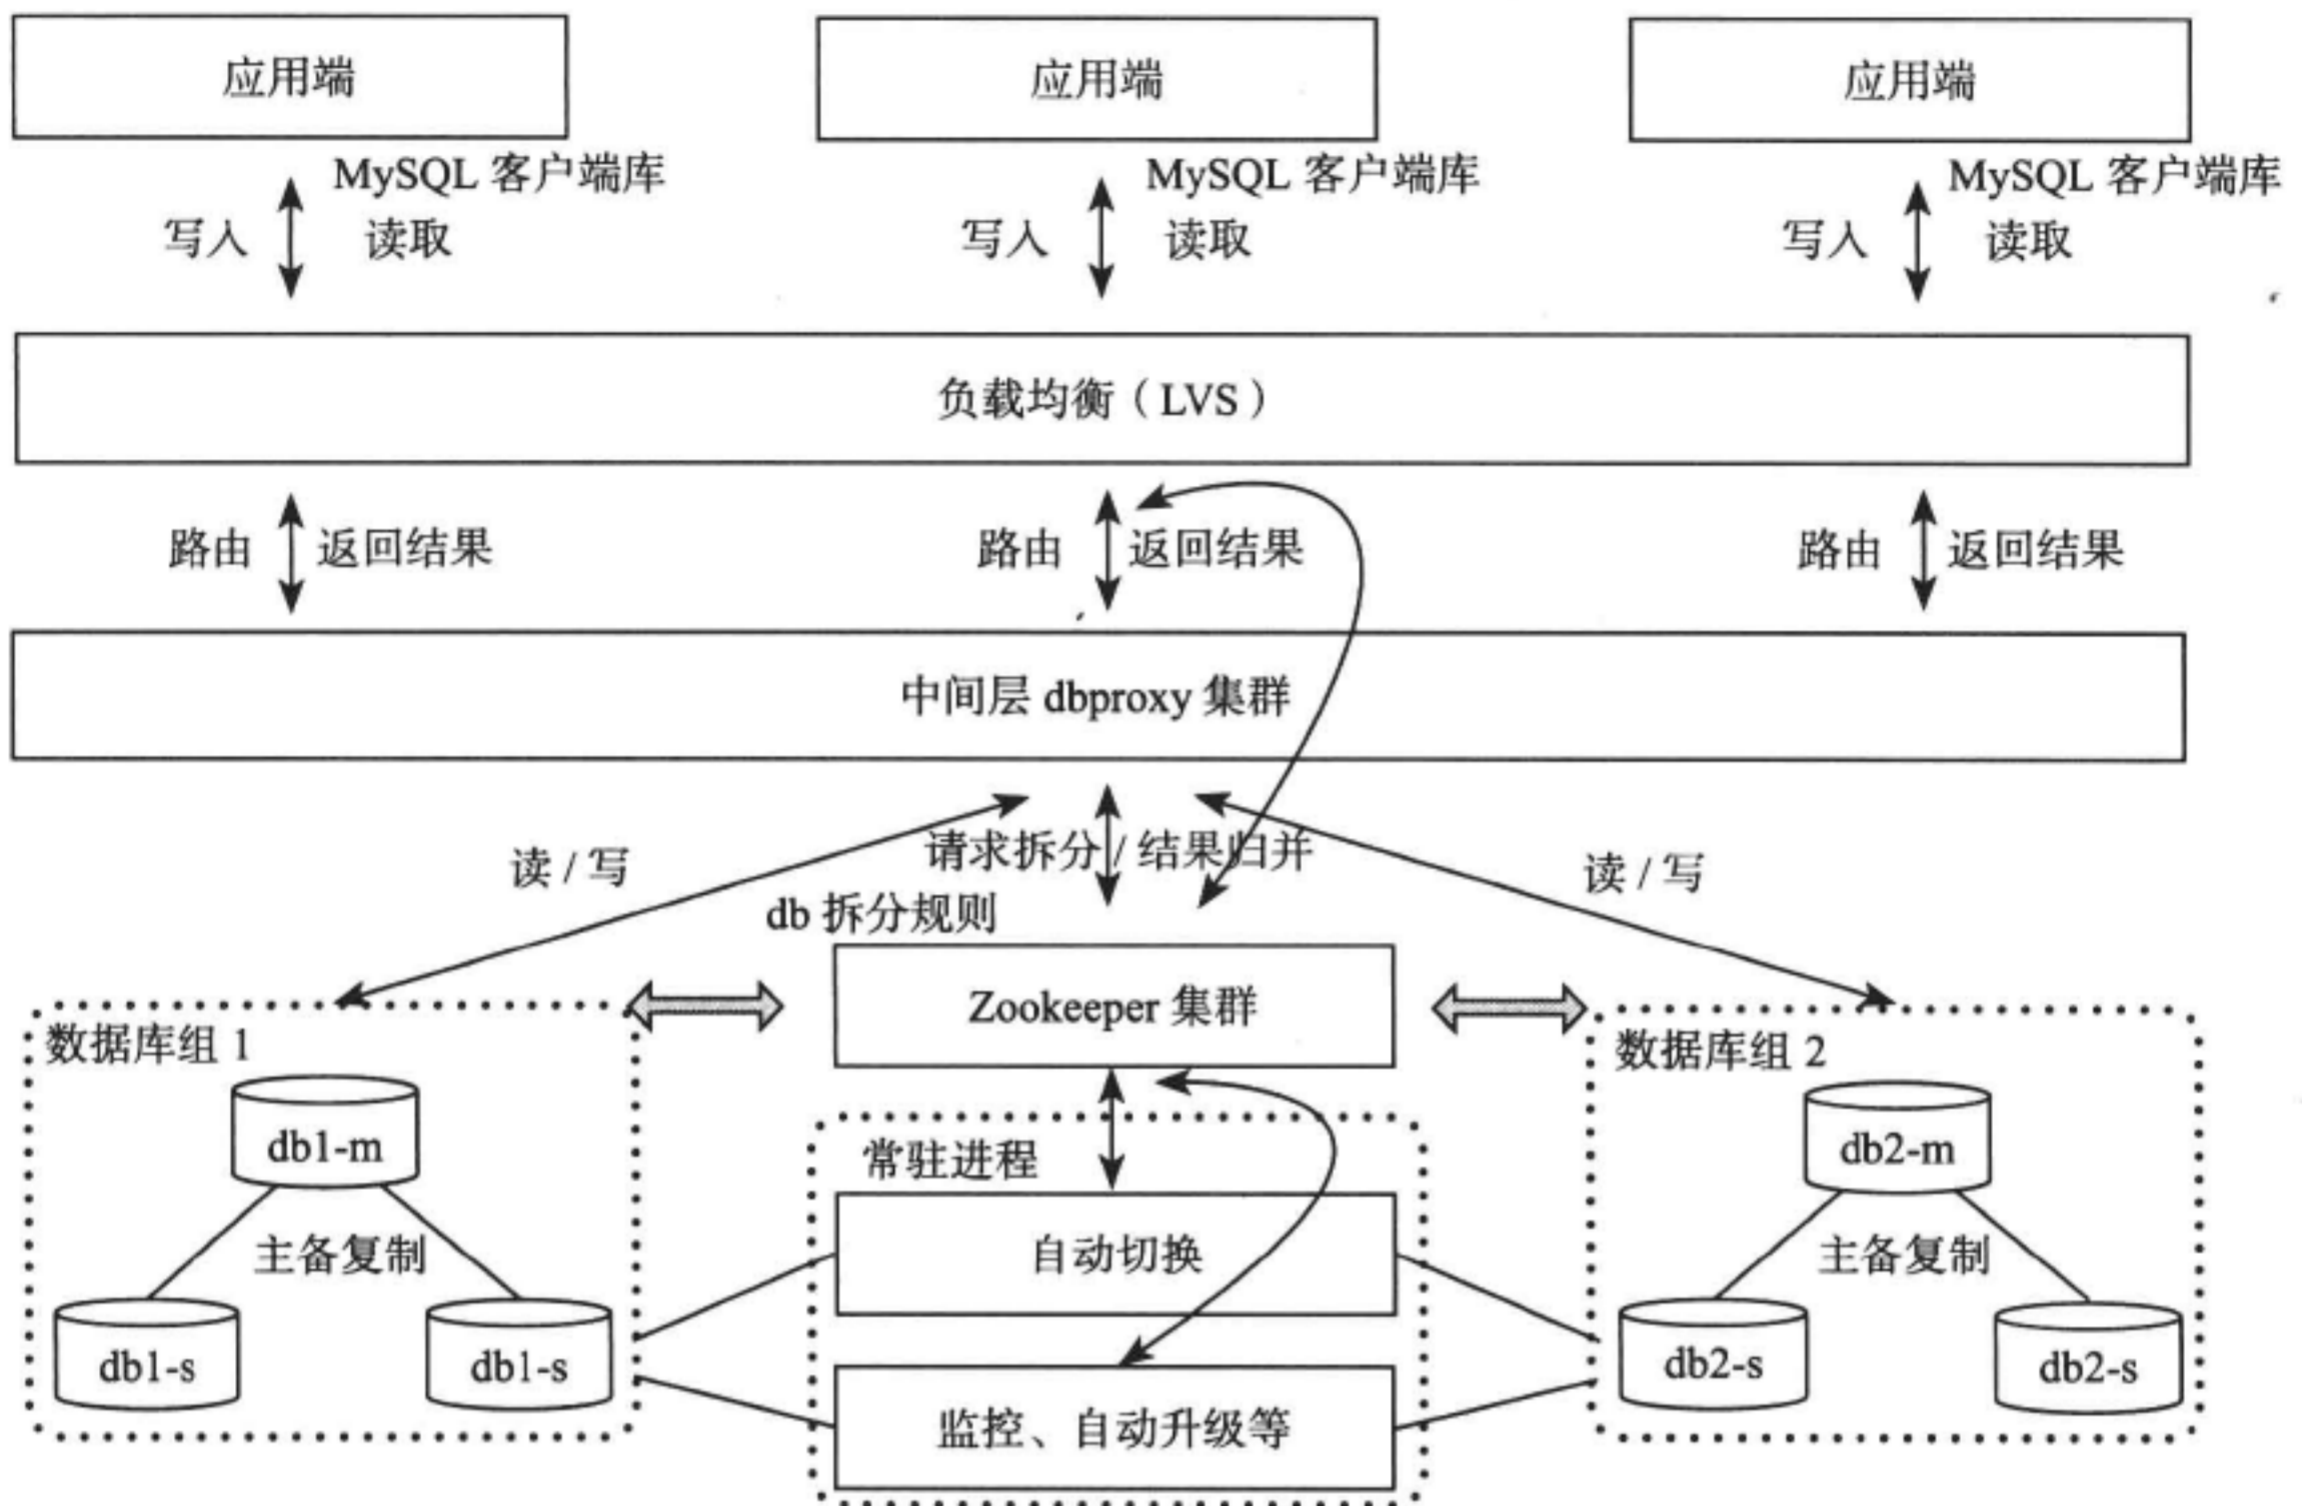 应用端
应用端
应用端
MySQL 客户端库
MySQL 客户端库
MySQL 客户端库
写入
读取
写入
读取
写入
读取
负载均衡（LVS）
路由
返回结果
路由
返回结果
路由
返回结果
中间层 dbproxy 集群
读 / 写
请求拆分 / 结果归并
读 / 写
db 拆分规则
Zookeeper 集群
数据库组 1
数据库组 2
db1-m
常驻进程
db2-m
主备复制
自动切换
主备复制
db1-s
db1-s
db2-s
db2-s
监控、自动升级等